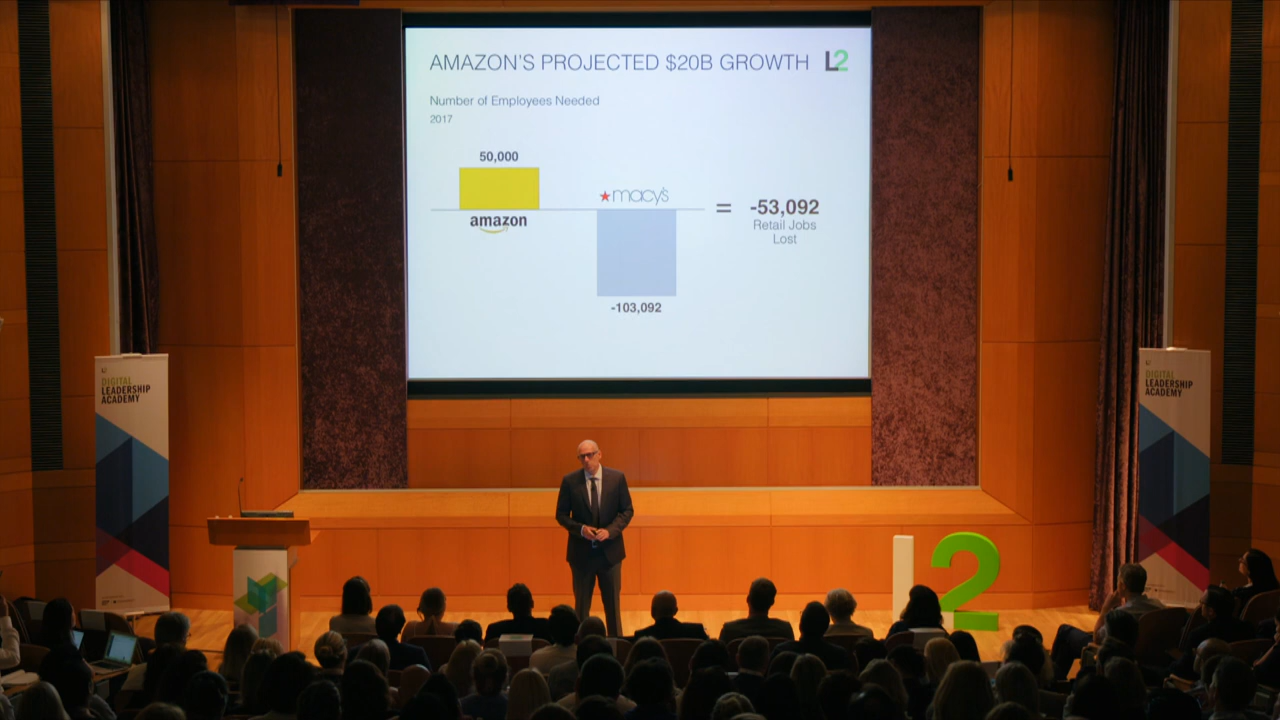 AMAZON'S PROJECTED $20B GROWTH L2
Number of Employees Needed
2017
50,000
amazon
macy's
-103,092
= -53,092
Retail Jobs
Lost
DIGITAL
LEADERSHIP
ACADEMY
DIGITAL
LEADERSHIP
ACADEMY
L2